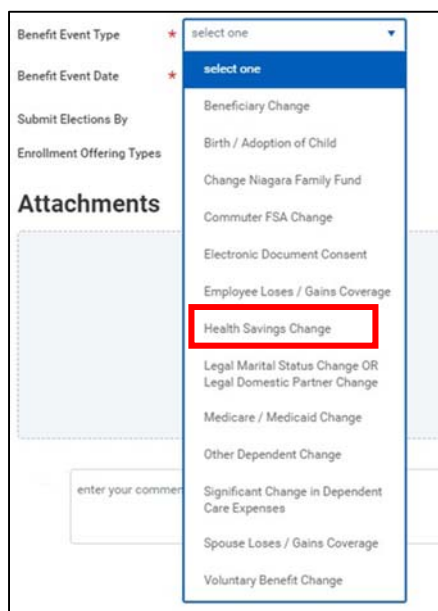 Benefit Event Type * select one
Benefit Event Date *
Submit Elections By
Enrollment Offering Types
Attachments
select one
Beneficiary Change
Birth / Adoption of Child
Change Niagara Family Fund
Commuter FSA Change
Electronic Document Consent
Employee Loses / Gains Coverage
Health Savings Change
Legal Marital Status Change OR
Legal Domestic Partner Change
Medicare / Medicaid Change
Other Dependent Change
Significant Change in Dependent
Care Expenses
Spouse Loses / Gains Coverage
Voluntary Benefit Change
enter your